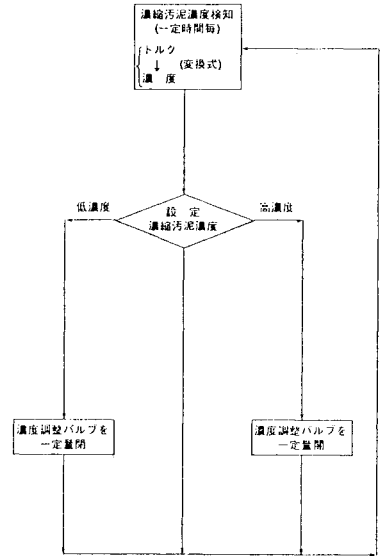 濃縮汚泥濃度検知
(一定時間毎)
トルク
↓ (変換式)
濃 度
低濃度
設 定
濃縮汚泥濃度
高濃度
濃度調整バルブを
一定量閉
濃度調整バルブを
一定量開